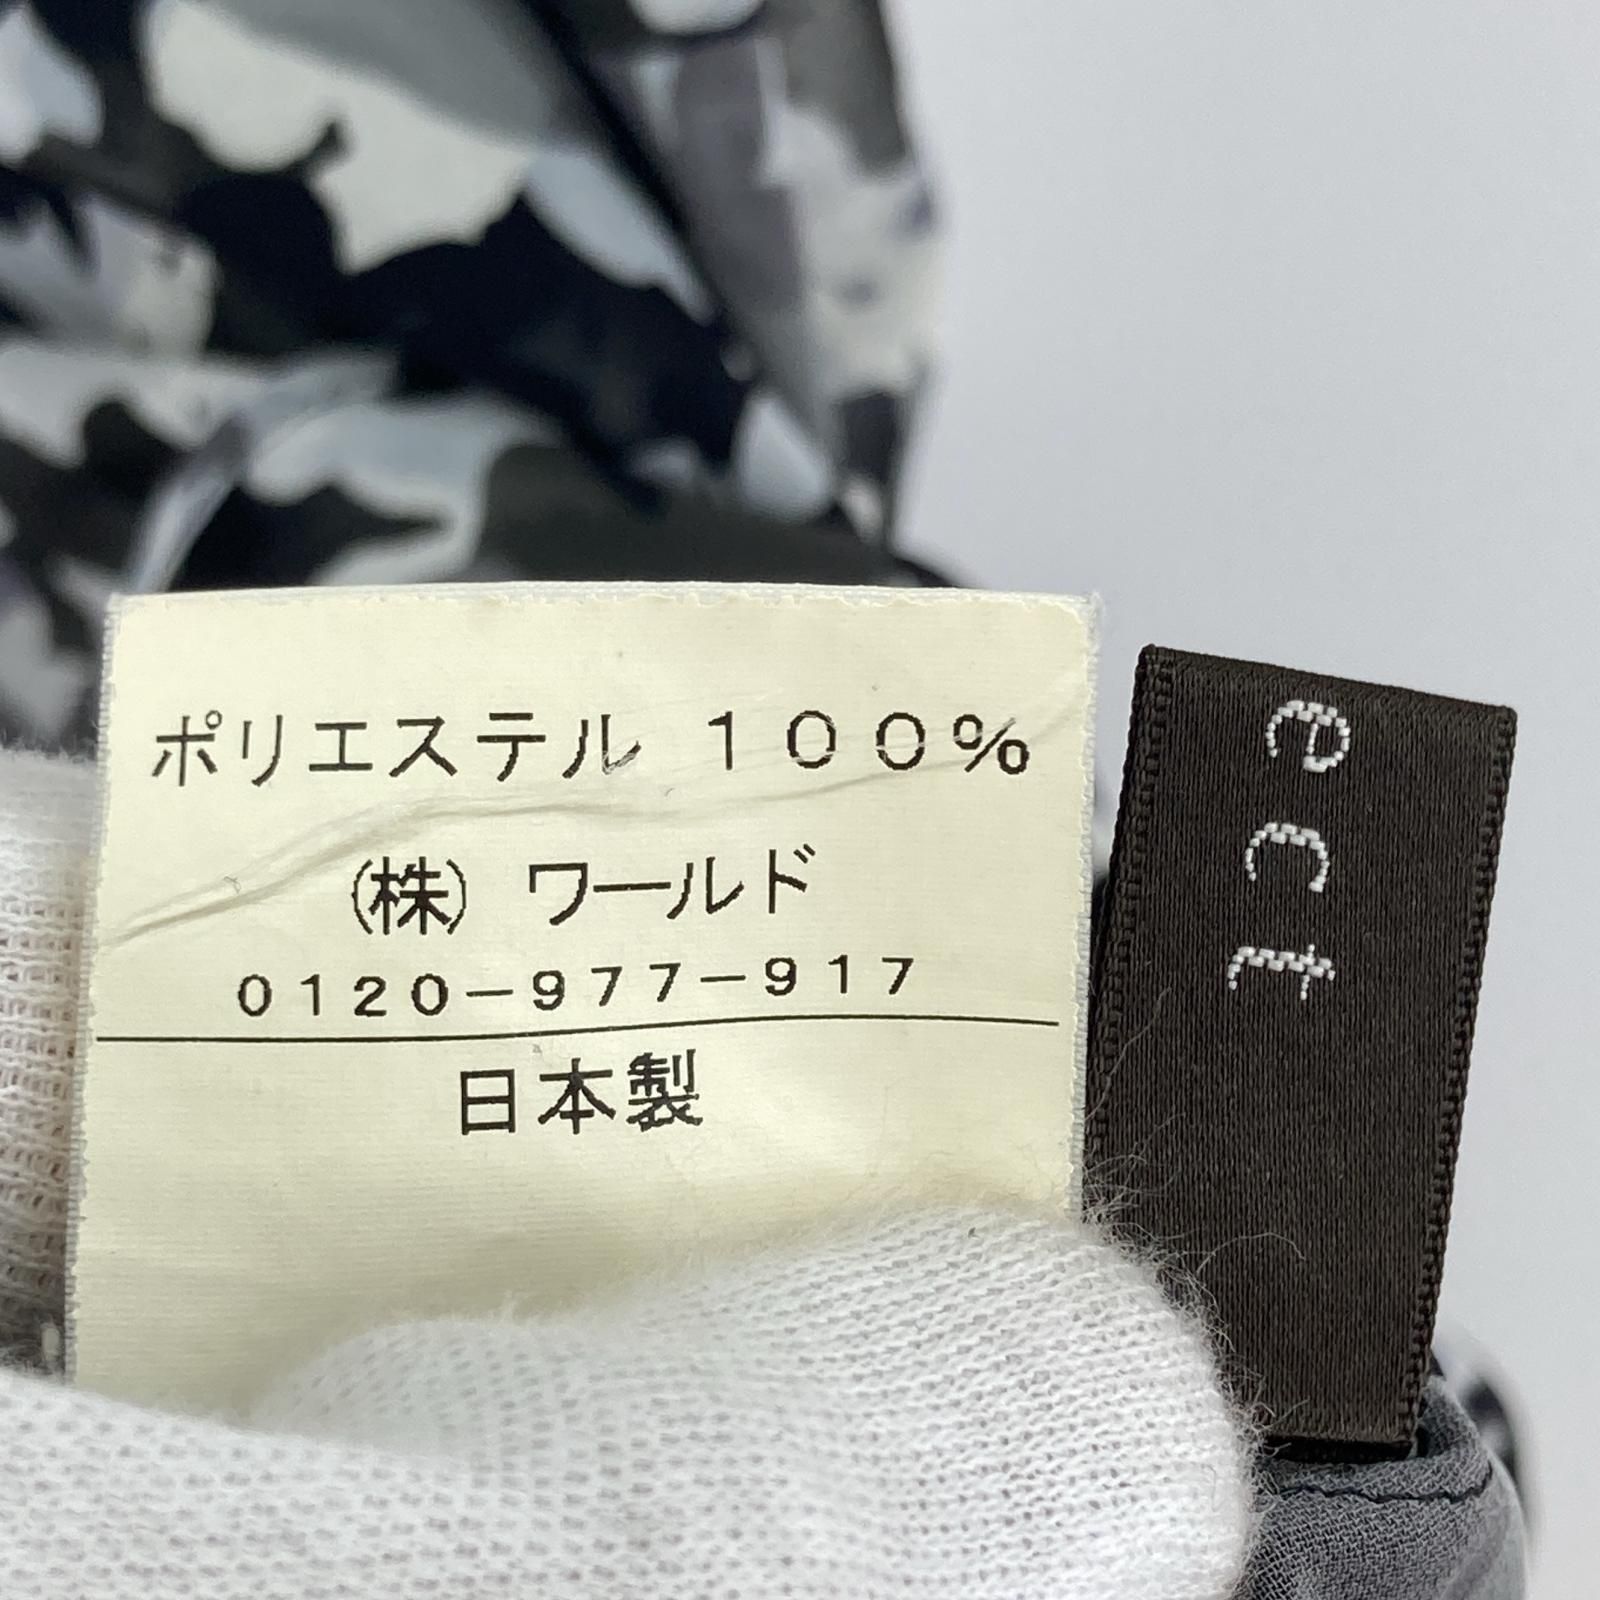 ポリエステル 100%
(株) ワールド
0120-977-917
日本製
ect